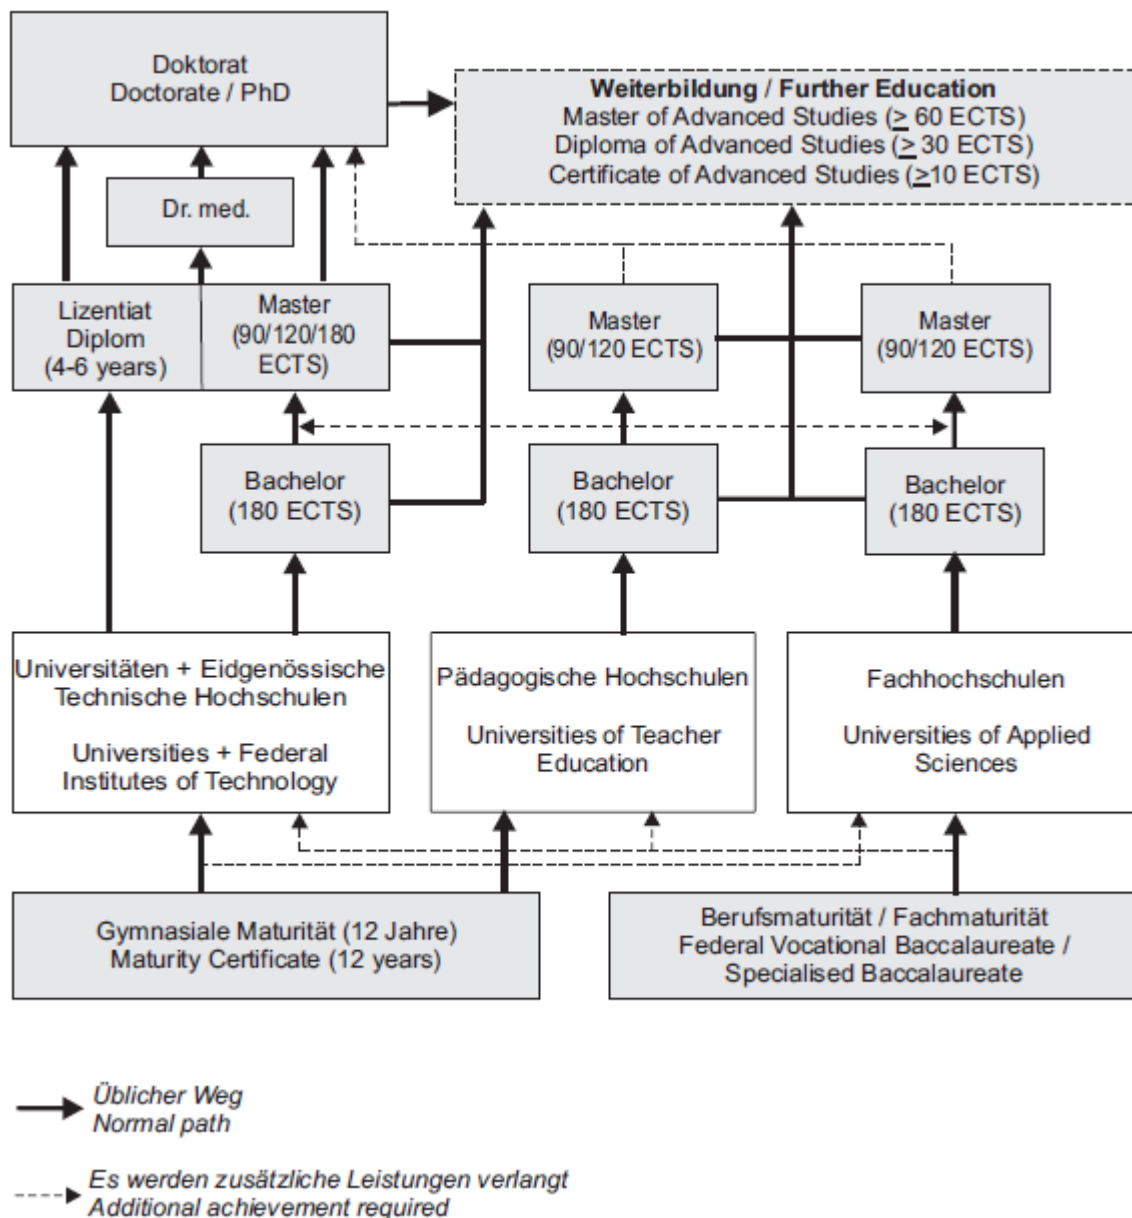 Doktorat
Doctorate / PhD
Weiterbildung / Further Education
Master of Advanced Studies (≥ 60 ECTS)
Diploma of Advanced Studies (≥ 30 ECTS)
Certificate of Advanced Studies (≥10 ECTS)
Dr. med.
Lizentiat
Diplom
(4-6 years)
Master
(90/120/180
ECTS)
Master
(90/120 ECTS)
Master
(90/120 ECTS)
Bachelor
(180 ECTS)
Bachelor
(180 ECTS)
Bachelor
(180 ECTS)
Universitäten + Eidgenössische
Technische Hochschulen
Universities + Federal
Institutes of Technology
Pädagogische Hochschulen
Universities of Teacher
Education
Fachhochschulen
Universities of Applied
Sciences
Gymnasiale Maturität (12 Jahre)
Maturity Certificate (12 years)
Berufsmaturität / Fachmaturität
Federal Vocational Baccalaureate /
Specialised Baccalaureate
Üblicher Weg
Normal path
Es werden zusätzliche Leistungen verlangt
Additional achievement required